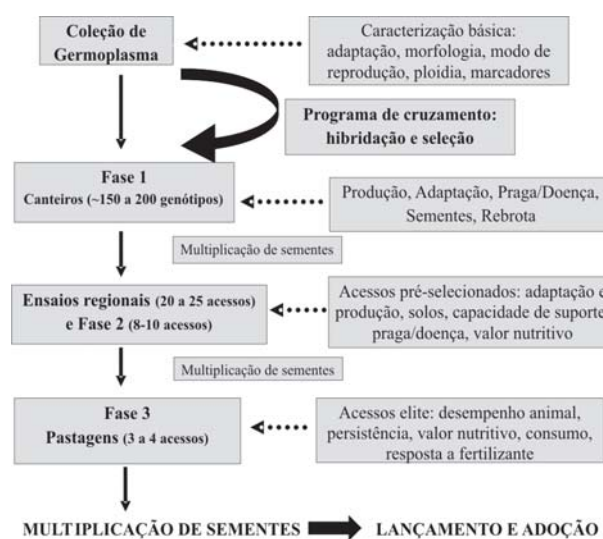 Coleção de
Germoplasma
Caracterização básica:
adaptação, morfologia, modo de
reprodução, ploidia, marcadores
Programa de cruzamento:
hibridação e seleção
Fase 1
Canteiros (~150 a 200 genótipos)
Produção, Adaptação, Praga/Doença,
Sementes, Rebrota
Multiplicação de sementes
Ensaios regionais (20 a 25 acessos)
e Fase 2 (8-10 acessos)
Acessos pré-selecionados: adaptação e
produção, solos, capacidade de suporte
praga/doença, valor nutritivo
Multiplicação de sementes
Fase 3
Pastagens (3 a 4 acessos)
Acessos elite: desempenho animal,
persistência, valor nutritivo, consumo,
resposta a fertilizante
MULTIPLICAÇÃO DE SEMENTES LANÇAMENTO E ADOÇÃO